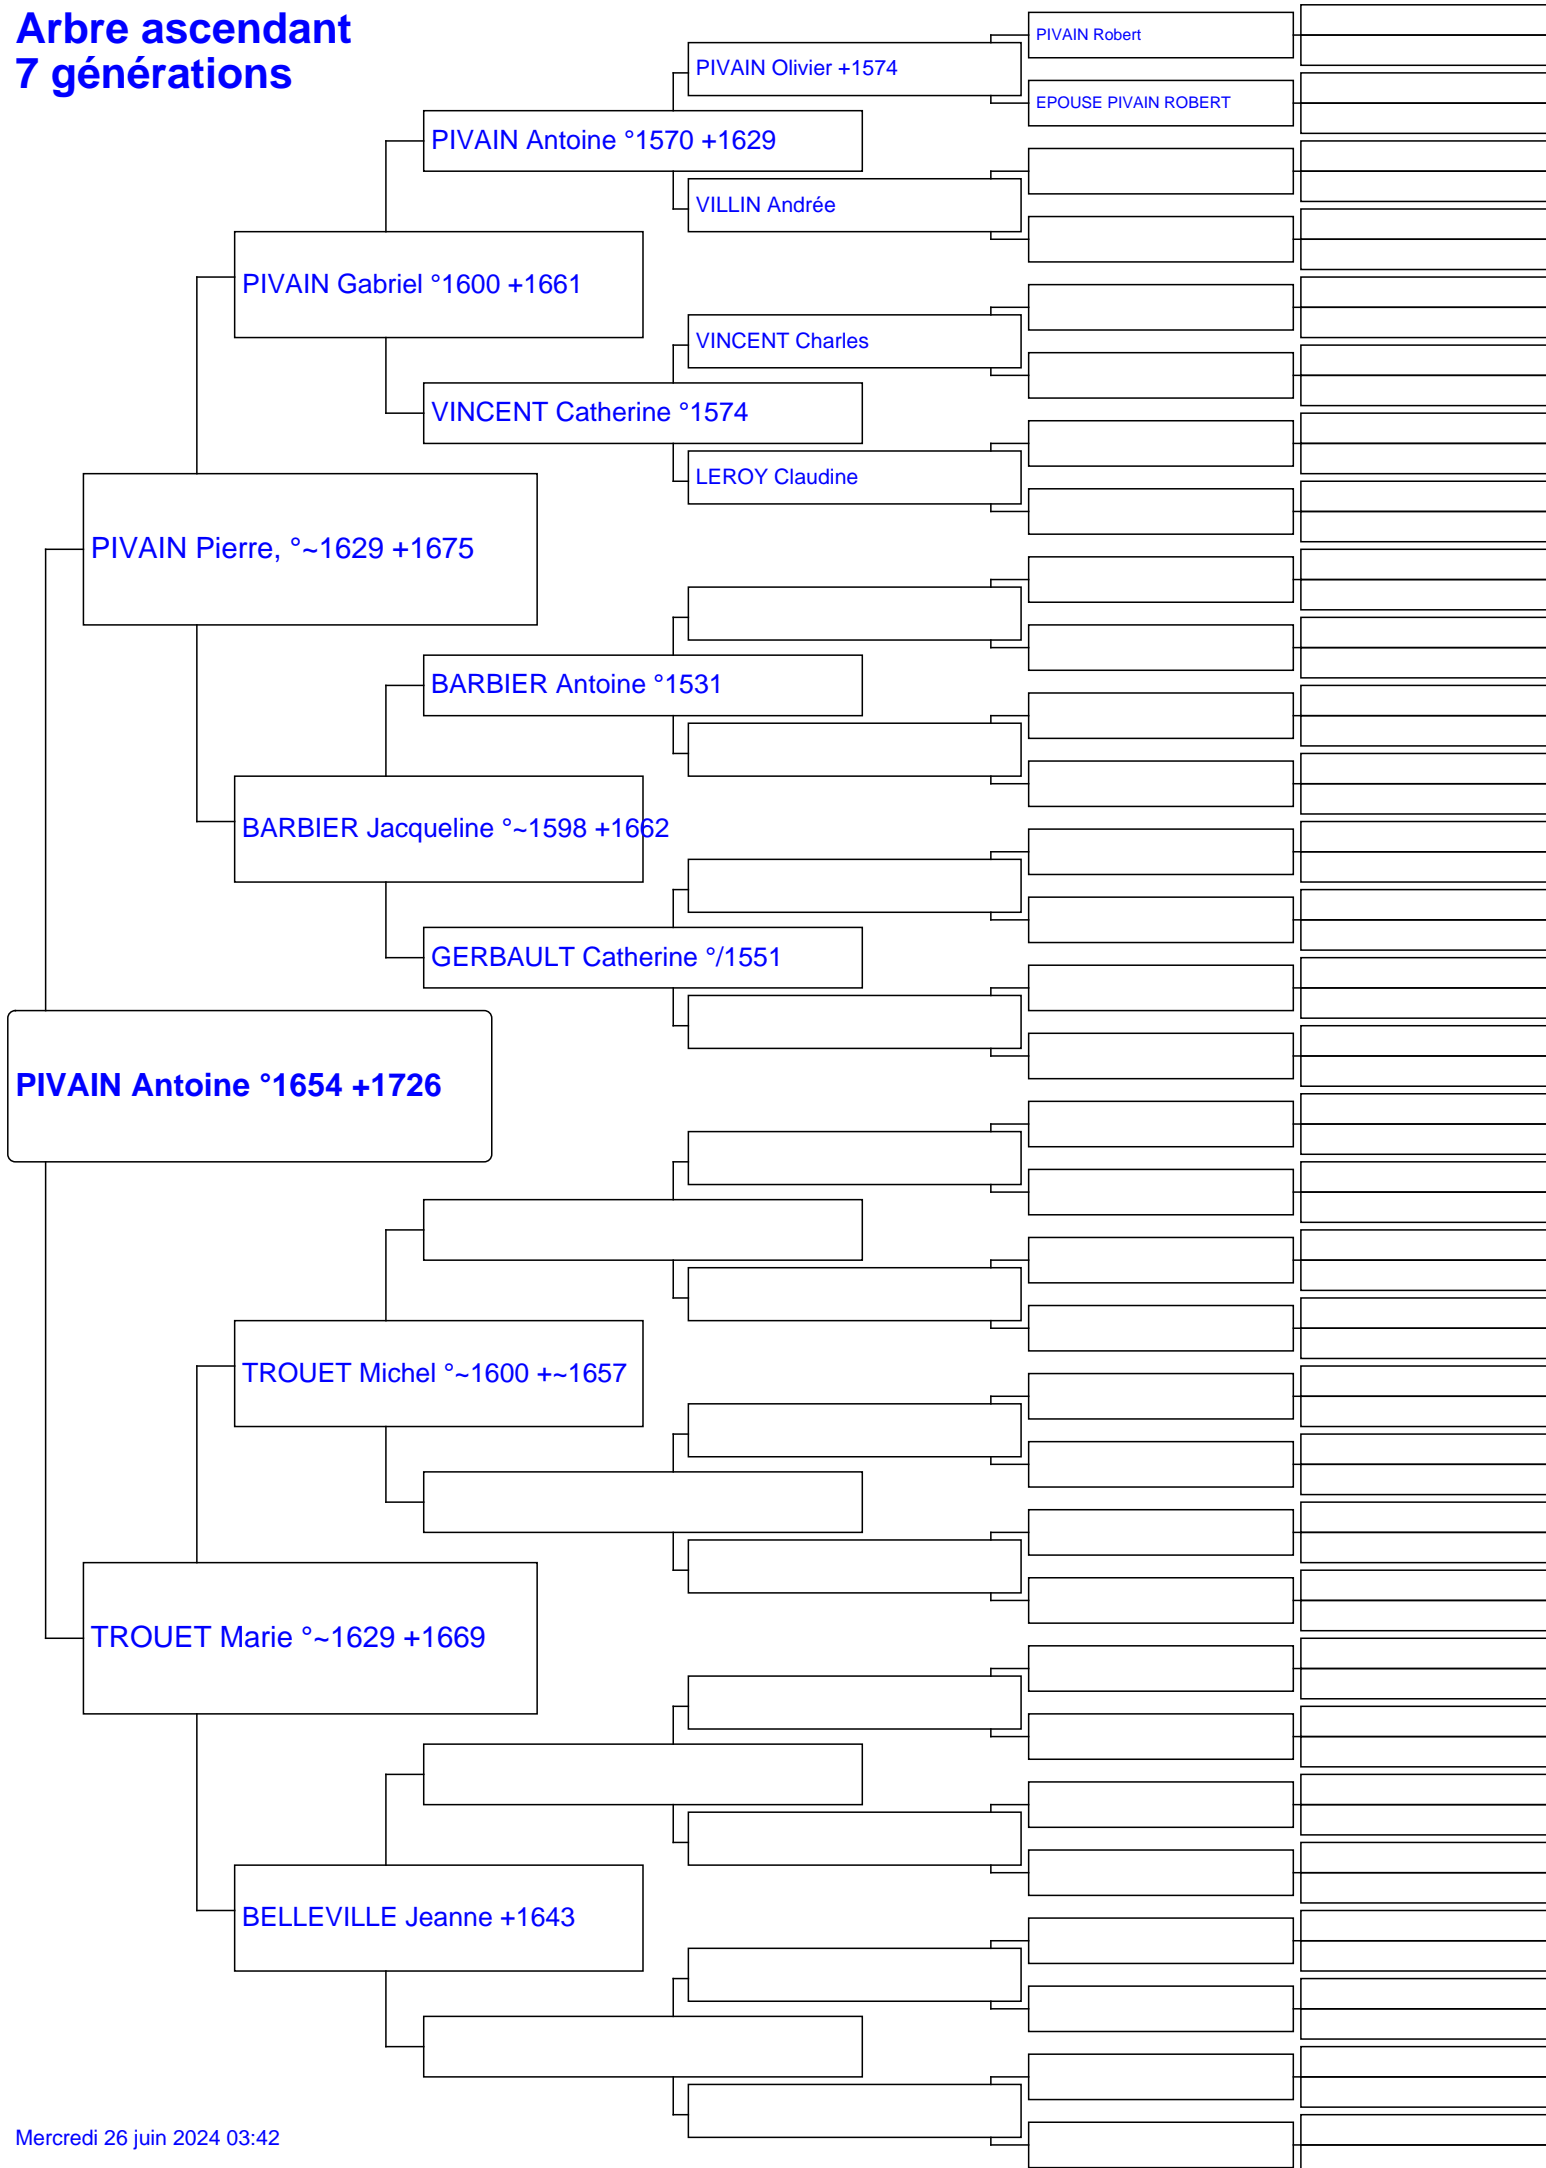 Arbre ascendant
7 générations
PIVAIN Robert
PIVAIN Olivier +1574
EPOUSE PIVAIN ROBERT
PIVAIN Antoine °1570 +1629
VILLIN Andrée
PIVAIN Gabriel °1600 +1661
VINCENT Charles
VINCENT Catherine °1574
LEROY Claudine
PIVAIN Pierre, °~1629 +1675
BARBIER Antoine °1531
BARBIER Jacqueline °~1598 +1662
GERBAULT Catherine °/1551
PIVAIN Antoine °1654 +1726
TROUET Michel °~1600 +~1657
TROUET Marie °~1629 +1669
BELLEVILLE Jeanne +1643
Mercredi 26 juin 2024 03:42